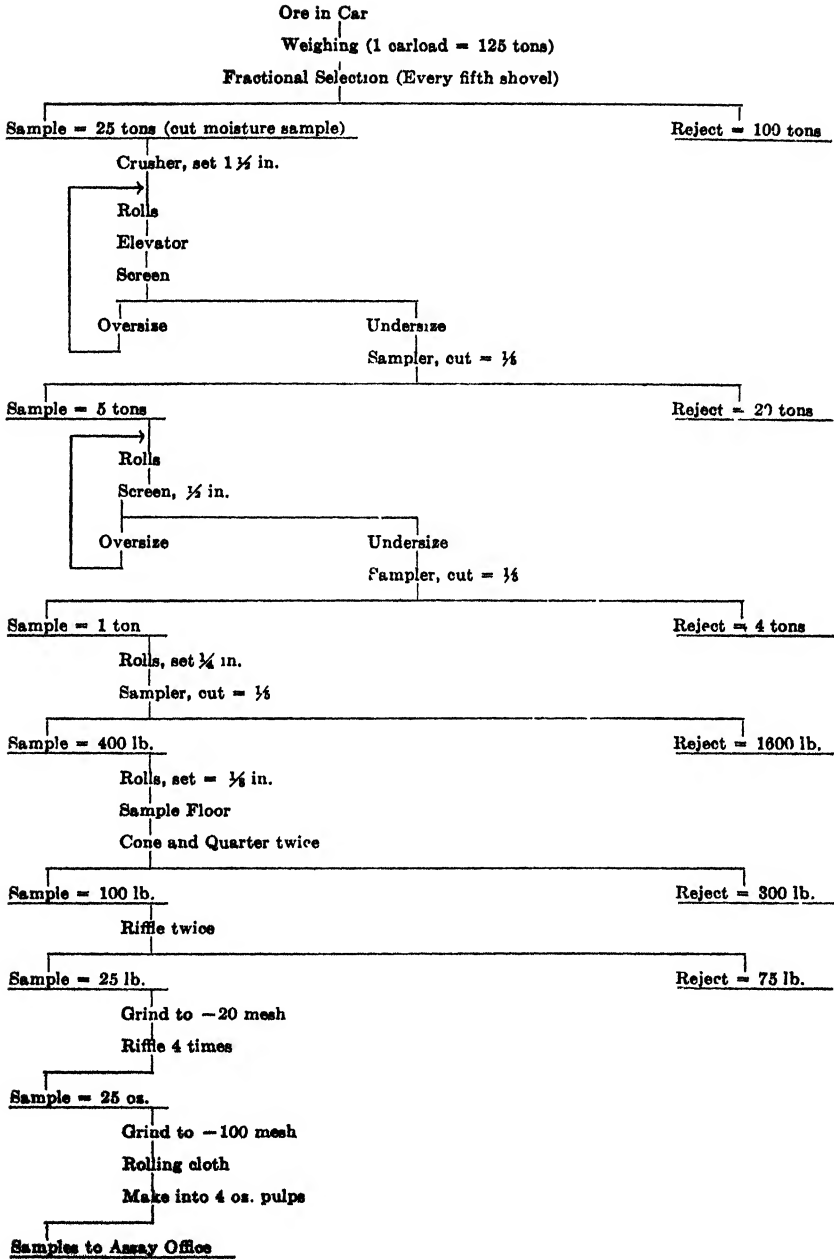 Ore in Car
Weighing (1 carload = 125 tons)
Fractional Selection (Every fifth shovel)
Sample = 25 tons (cut moisture sample)
Reject = 100 tons
Crusher, set 1 ½ in.
Rolls
Elevator
Screen
Oversize
Undersize
Sampler, cut = ⅕
Sample = 5 tons
Reject = 20 tons
Rolls
Screen, ½ in.
Oversize
Undersize
Sampler, cut = ⅕
Sample = 1 ton
Reject = 4 tons
Rolls, set ¼ in.
Sampler, cut = ⅕
Sample = 400 lb.
Reject = 1600 lb.
Rolls, set = ⅛ in.
Sample Floor
Cone and Quarter twice
Sample = 100 lb.
Reject = 300 lb.
Riffle twice
Sample = 25 lb.
Reject = 75 lb.
Grind to −20 mesh
Riffle 4 times
Sample = 25 oz.
Grind to −100 mesh
Rolling cloth
Make into 4 oz. pulps
Samples to Assay Office